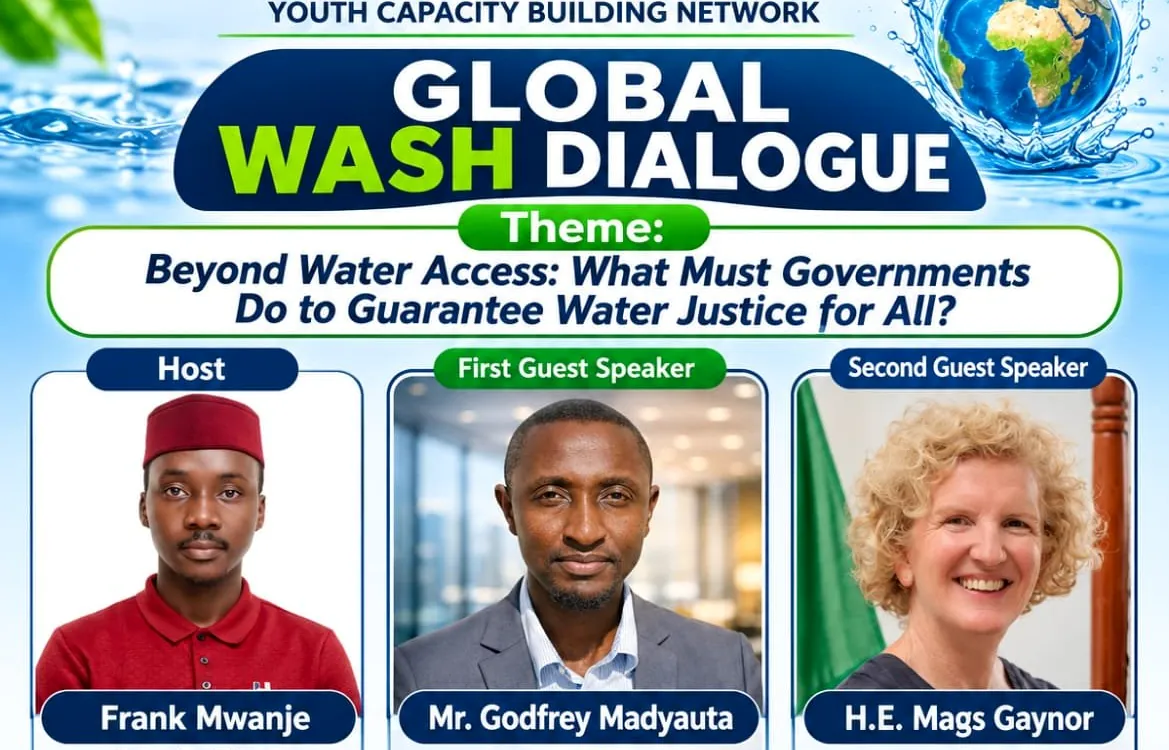 YOUTH CAPACITY BUILDING NETWORK
GLOBAL
WASH DIALOGUE
Theme:
Beyond Water Access: What Must Governments
Do to Guarantee Water Justice for All?
Host
First Guest Speaker
Second Guest Speaker
Frank Mwanje
Mr. Godfrey Madyauta
H.E. Mags Gaynor